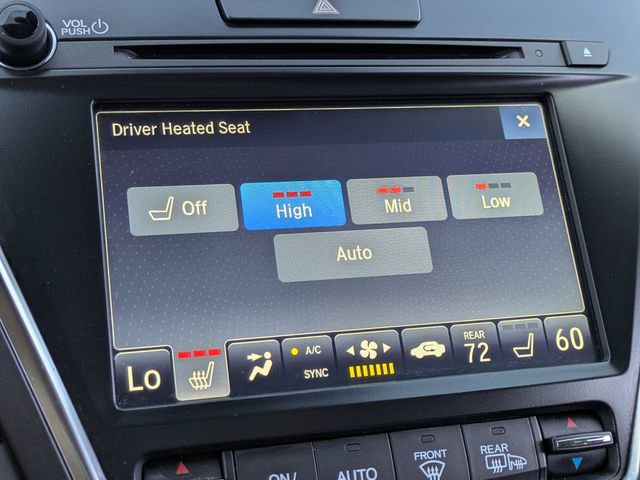 VOL
PUSH
Driver Heated Seat
Off
High
Mid
Low
Auto
Lo
A/C
SYNC
REAR
72
60
ON/
AUTO
FRONT
REAR